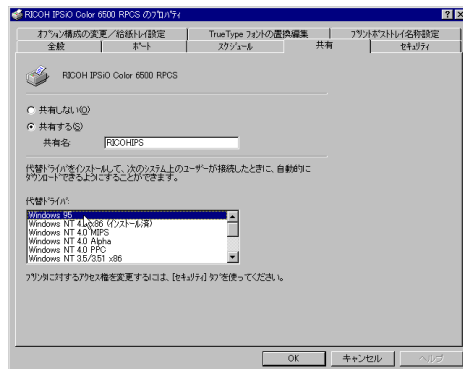 RICOH IPSiO Color 6500 RPCS のプロパティ
オプション構成の変更／給紙トレイ設定 TrueType フォントの置換編集 プリントポストトレイ名称設定
全般 ポート スケジュール 共有 セキュリティ
RICOH IPSiO Color 6500 RPCS
共有しない(O)
共有する(S)
共有名: RICOHIPS
代替ドライバをインストールして、次のシステム上のユーザーが接続したときに、自動的に
ダウンロードできるようにすることができます。
代替ドライバ:
Windows 95
Windows NT 4.0 x86 (インストール済)
Windows NT 4.0 MIPS
Windows NT 4.0 Alpha
Windows NT 4.0 PPC
Windows NT 3.5/3.51 x86
プリンタに対するアクセス権を変更するには、[セキュリティ] タブを使ってください。
OK キャンセル ヘルプ